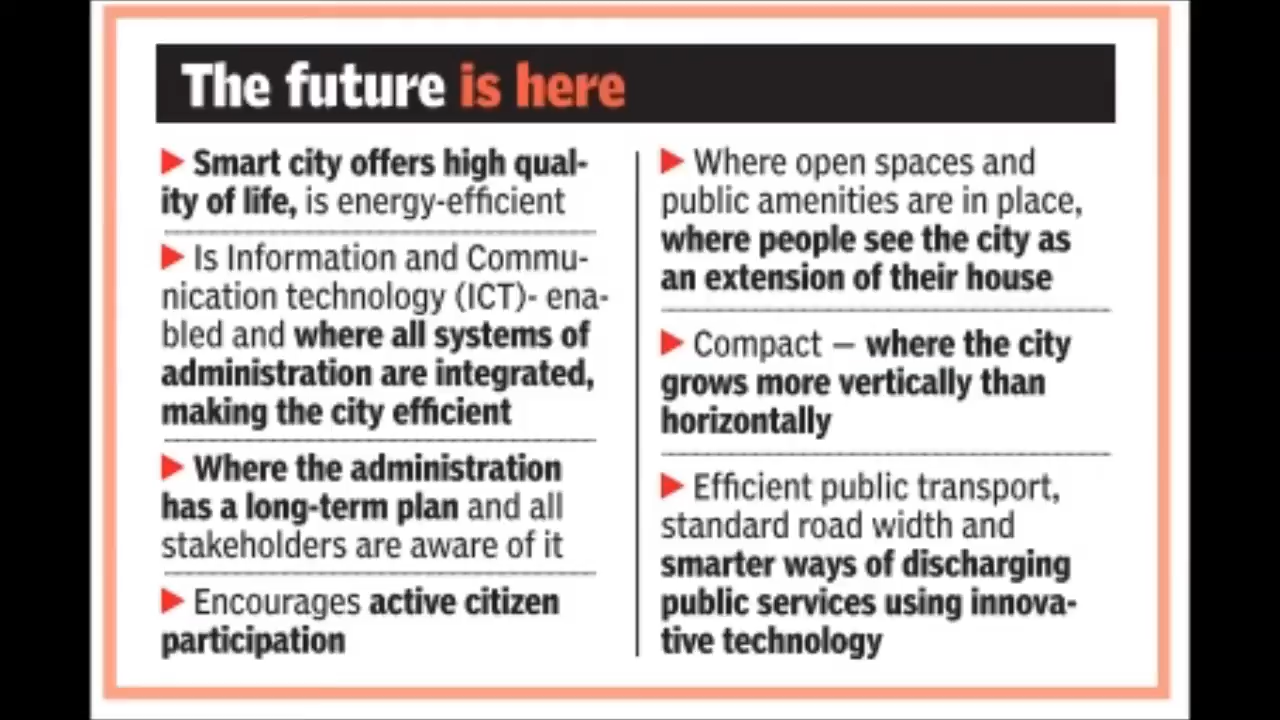 The future is here
▶ Smart city offers high qual-
ity of life, is energy-efficient
▶ Is Information and Commu-
nication technology (ICT)- ena-
bled and where all systems of
administration are integrated,
making the city efficient
▶ Where the administration
has a long-term plan and all
stakeholders are aware of it
▶ Encourages active citizen
participation
▶ Where open spaces and
public amenities are in place,
where people see the city as
an extension of their house
▶ Compact — where the city
grows more vertically than
horizontally
▶ Efficient public transport,
standard road width and
smarter ways of discharging
public services using innova-
tive technology